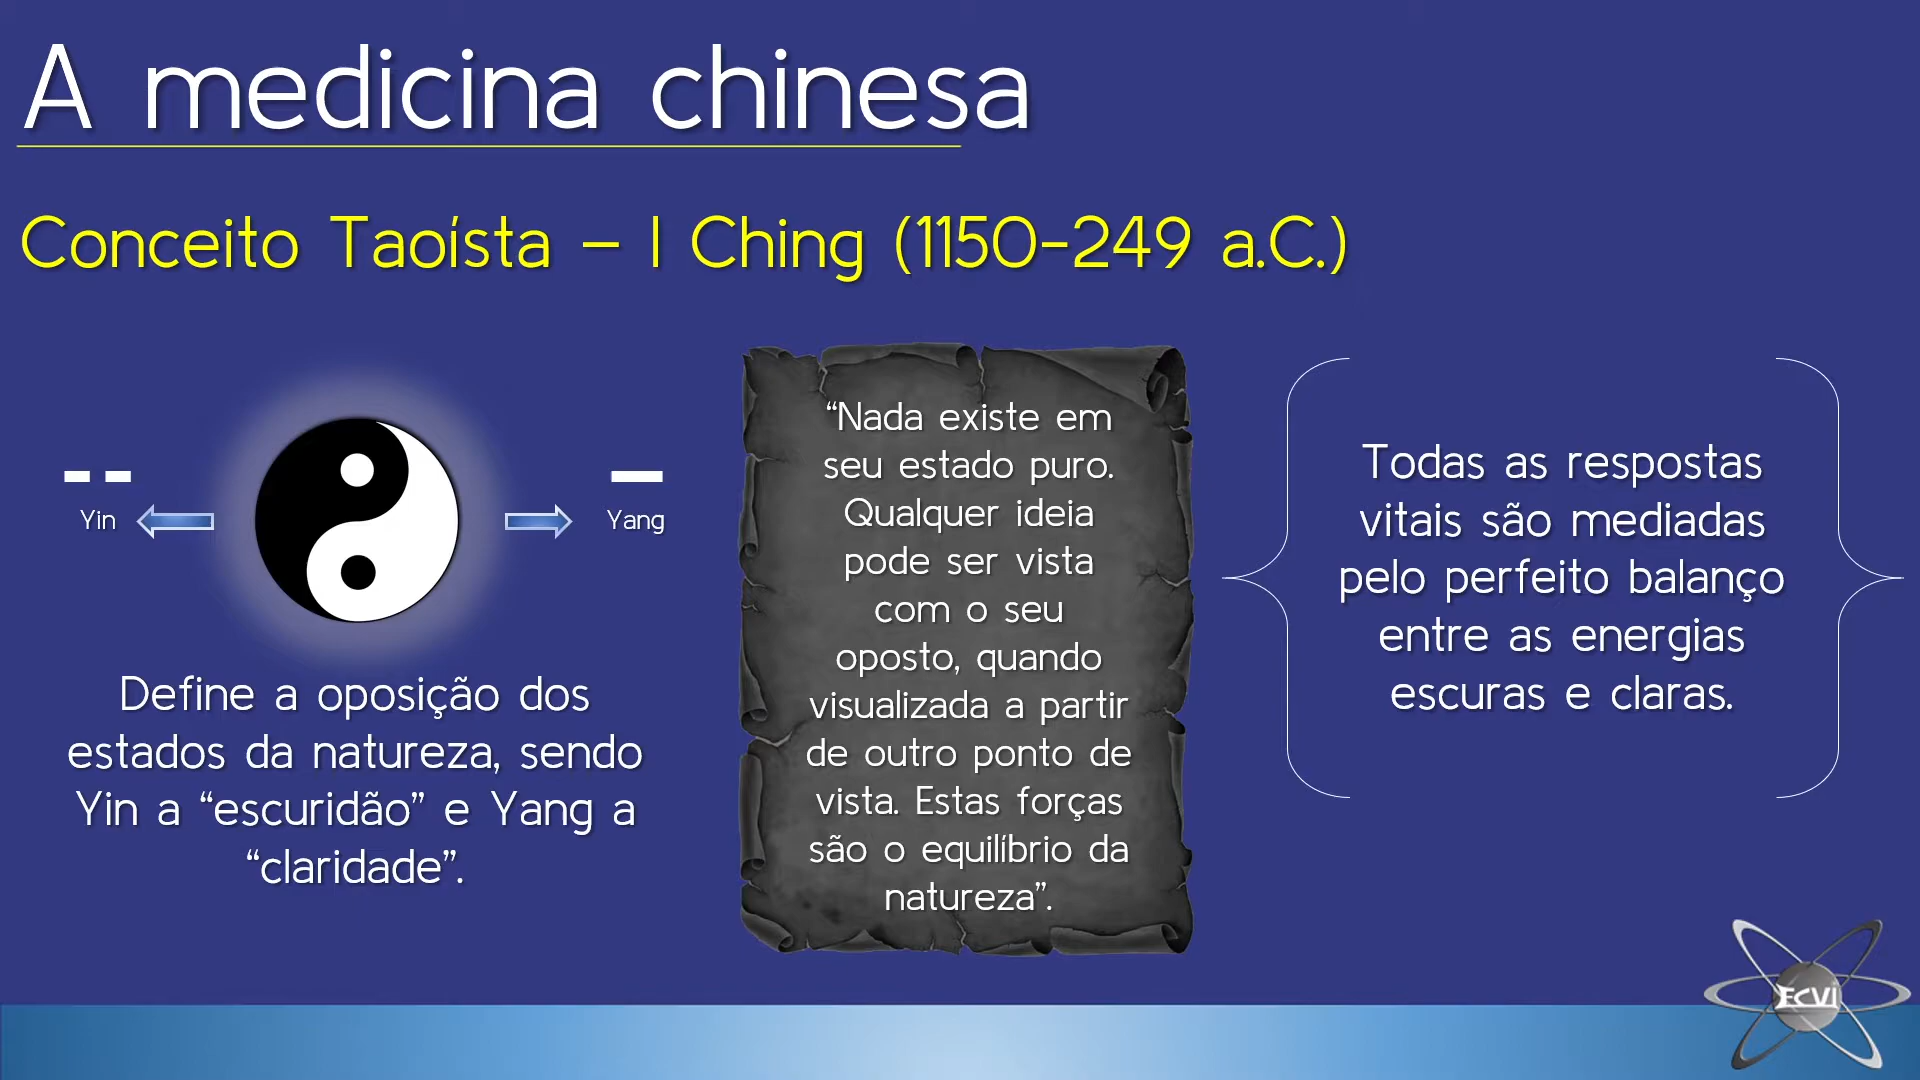 A medicina chinesa
Conceito Taoísta – I Ching (1150-249 a.C.)
Yin
Yang
Define a oposição dos
estados da natureza, sendo
Yin a “escuridão” e Yang a
“claridade”.
“Nada existe em
seu estado puro.
Qualquer ideia
pode ser vista
com o seu
oposto, quando
visualizada a partir
de outro ponto de
vista. Estas forças
são o equilíbrio da
natureza”.
Todas as respostas
vitais são mediadas
pelo perfeito balanço
entre as energias
escuras e claras.
ECVI